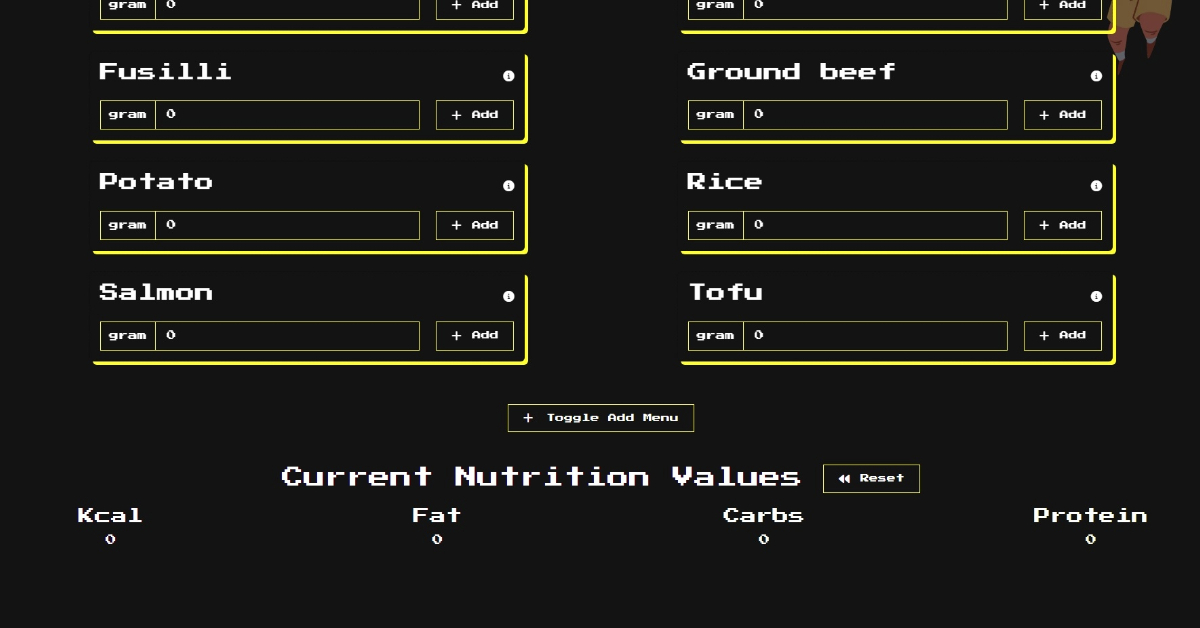 gram 0 + Add gram 0 + Add
Fusilli Ground beef
gram 0 + Add gram 0 + Add
Potato Rice
gram 0 + Add gram 0 + Add
Salmon Tofu
gram 0 + Add gram 0 + Add
+ Toggle Add Menu
Current Nutrition Values Reset
Kcal Fat Carbs Protein
0 0 0 0